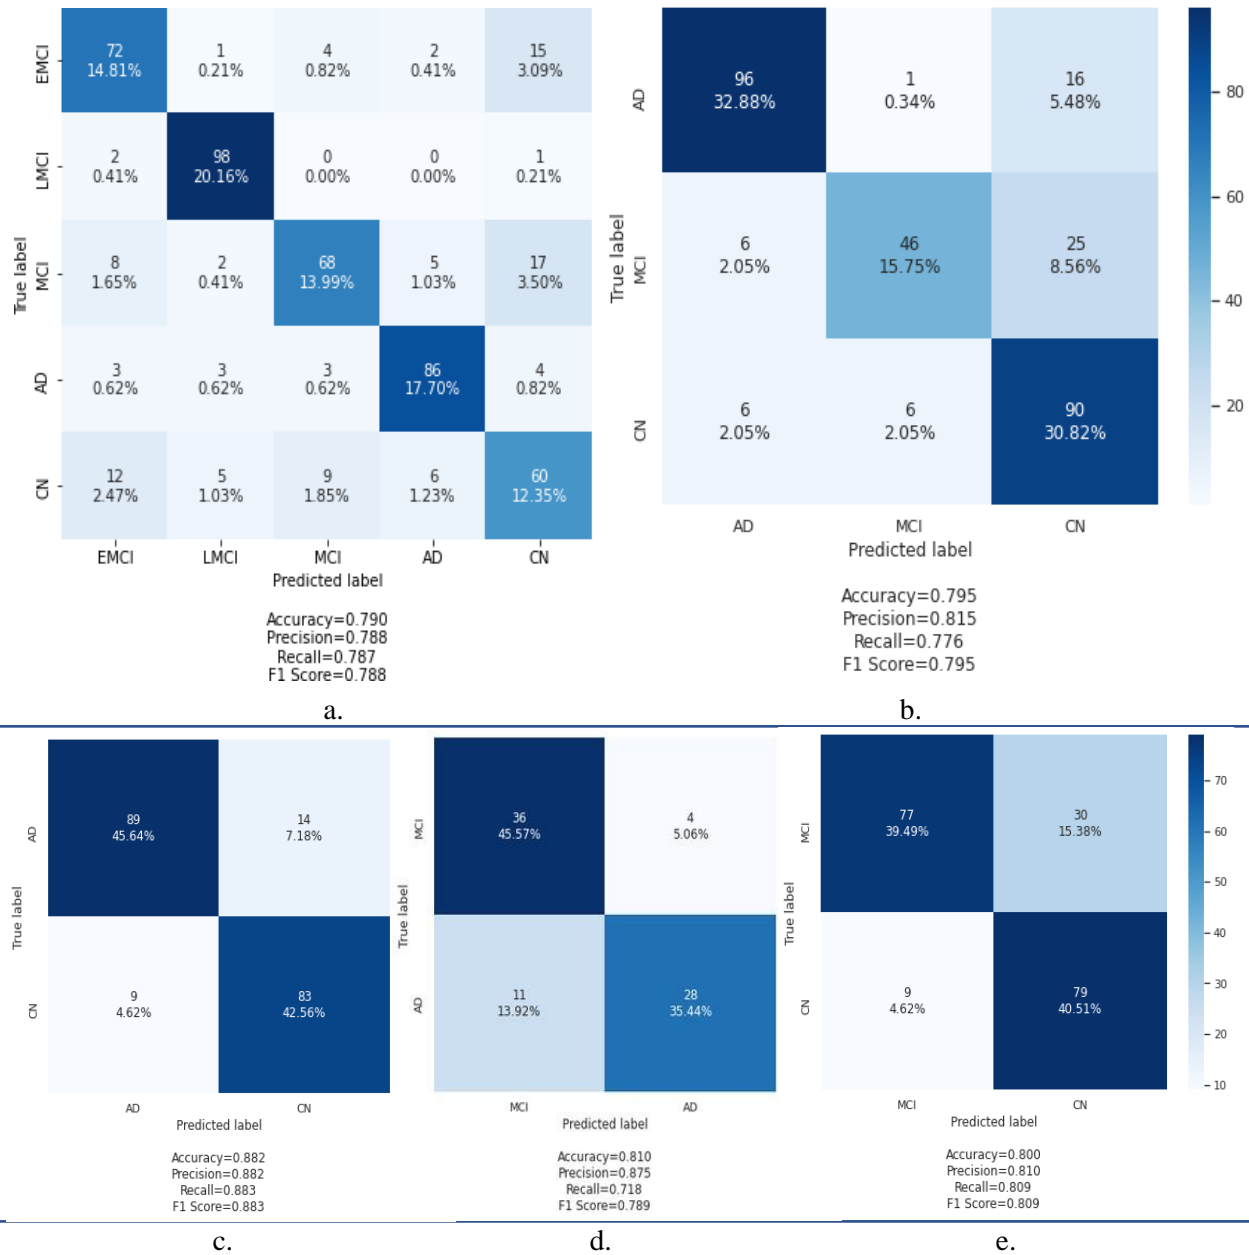 EMCI
72 1 4 2 15
14.81% 0.21% 0.82% 0.41% 3.09%
LMCI
2 98 0 0 1
0.41% 20.16% 0.00% 0.00% 0.21%
True label
MCI
8 2 68 5 17
1.65% 0.41% 13.99% 1.03% 3.50%
AD
3 3 3 86 4
0.62% 0.62% 0.62% 17.70% 0.82%
CN
12 5 9 6 60
2.47% 1.03% 1.85% 1.23% 12.35%
EMCI LMCI MCI AD CN
Predicted label
Accuracy=0.790
Precision=0.788
Recall=0.787
F1 Score=0.788
a.
AD
96 1 16
32.88% 0.34% 5.48%
True label
MCI
6 46 25
2.05% 15.75% 8.56%
CN
6 6 90
2.05% 2.05% 30.82%
AD MCI CN
Predicted label
80
60
40
20
Accuracy=0.795
Precision=0.815
Recall=0.776
F1 Score=0.795
b.
AD
89 14
45.64% 7.18%
True label
CN
9 83
4.62% 42.56%
AD CN
Predicted label
Accuracy=0.882
Precision=0.882
Recall=0.883
F1 Score=0.883
c.
MCI
36 4
45.57% 5.06%
True label
AD
11 28
13.92% 35.44%
MCI AD
Predicted label
Accuracy=0.810
Precision=0.875
Recall=0.718
F1 Score=0.789
d.
MCI
77 30
39.49% 15.38%
True label
CN
9 79
4.62% 40.51%
MCI CN
Predicted label
70
60
50
40
30
20
10
Accuracy=0.800
Precision=0.810
Recall=0.809
F1 Score=0.809
e.